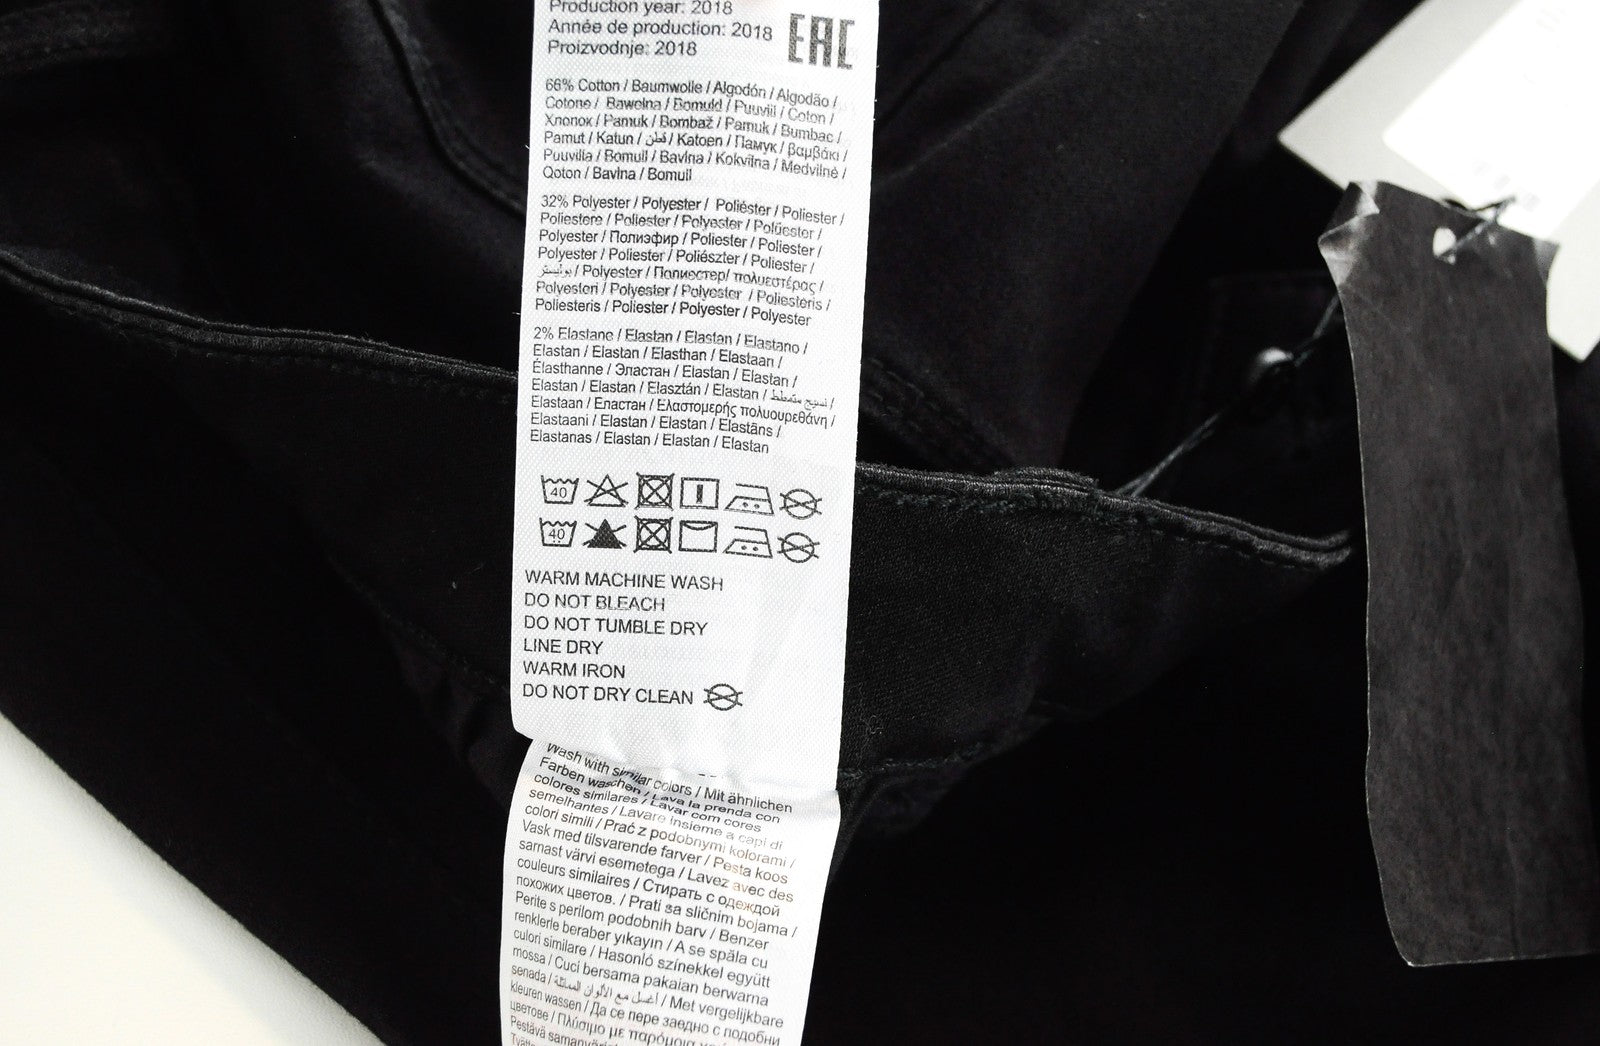 Production year: 2018
Année de production: 2018
Proizvodnje: 2018
EAC
66% Cotton / Baumwolle / Algodón / Algodão /
Cotone / Bawełna / Bomuld / Puuvill / Coton /
Хлопок / Pamuk / Bombaž / Pamuk / Bumbac /
Pamut / Katun / قطن / Katoen / Памук / βαμβάκι /
Puuvilla / Bomull / Bavlna / Kokvilna / Medvilnė /
Qoton / Bavlna / Bomull
32% Polyester / Polyester / Poliéster / Poliester /
Poliestere / Poliester / Polyester / Polüester /
Polyester / Полиэфир / Poliester / Poliester /
Polyester / Poliester / Poliészter / Poliester /
بوليستر / Polyester / Полиестер/ πολυεστέρας /
Polyesteri / Polyester / Polyester / Poliesteris /
Poliesteris / Poliester / Polyester / Polyester
2% Elastane / Elastan / Elastan / Elastano /
Elastan / Elastan / Elasthan / Elastaan /
Élasthanne / Эластан / Elastan / Elastan /
Elastan / Elastan / Elasztán / Elastan / نسيج متمطط /
Elastaan / Еластан / Ελαστομερής πολυουρεθάνη /
Elastaani / Elastan / Elastan / Elastāns /
Elastanas / Elastan / Elastan / Elastan
40
40
WARM MACHINE WASH
DO NOT BLEACH
DO NOT TUMBLE DRY
LINE DRY
WARM IRON
DO NOT DRY CLEAN
Wash with similar colors / Mit ähnlichen
Farben waschen / Lava la prenda con
colores similares / Lavar com cores
semelhantes / Lavare insieme a capi di
colori simili / Prać z podobnymi kolorami /
Vask med tilsvarende farver / Pesta koos
sarnast värvi esemetega / Lavez avec des
couleurs similaires / Стирать с одеждой
похожих цветов. / Prati sa sličnim bojama /
Perite s perilom podobnih barv / Benzer
renklerle beraber yıkayın / A se spăla cu
culori similare / Hasonló színekkel együtt
mossa / Cuci bersama pakaian berwarna
senada / أغسل مع الألوان المماثلة / Met vergelijkbare
kleuren wassen / Да се пере заедно с подобни
цветове / Πλύσιμο με παρόμοια
Pestävä